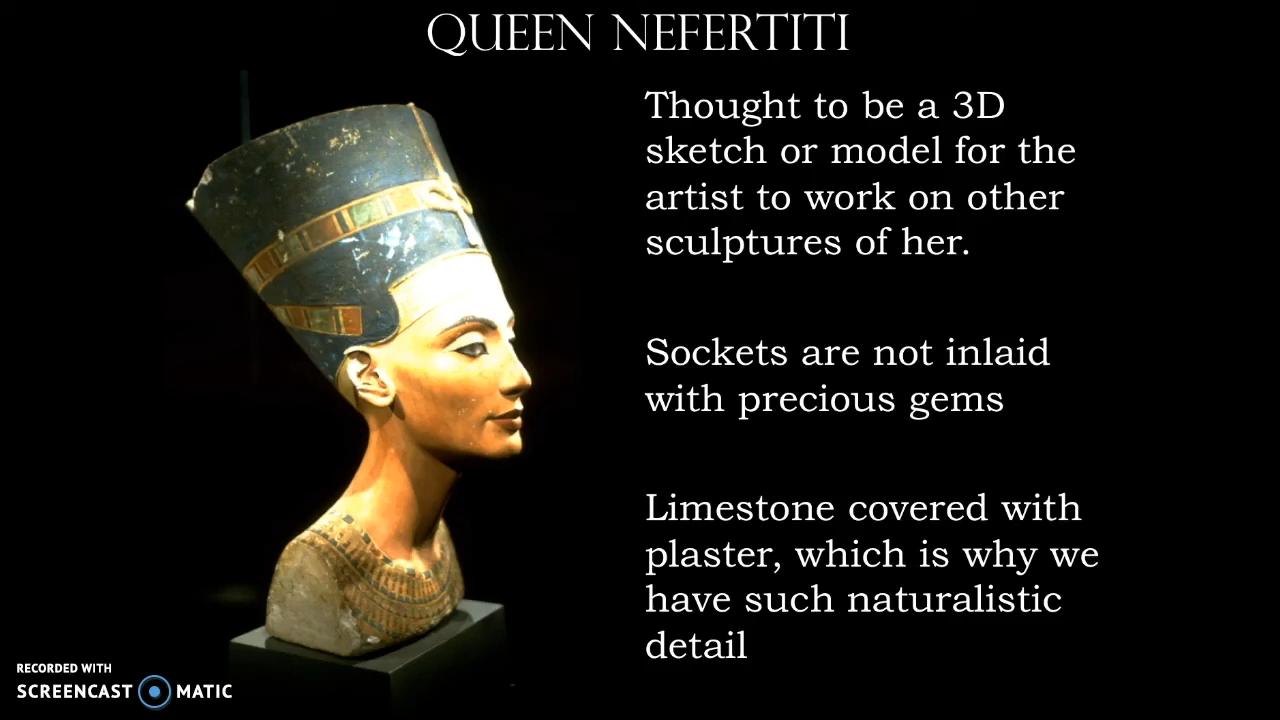 QUEEN NEFERTITI
Thought to be a 3D
sketch or model for the
artist to work on other
sculptures of her.
Sockets are not inlaid
with precious gems
Limestone covered with
plaster, which is why we
have such naturalistic
detail
RECORDED WITH
SCREENCAST MATIC